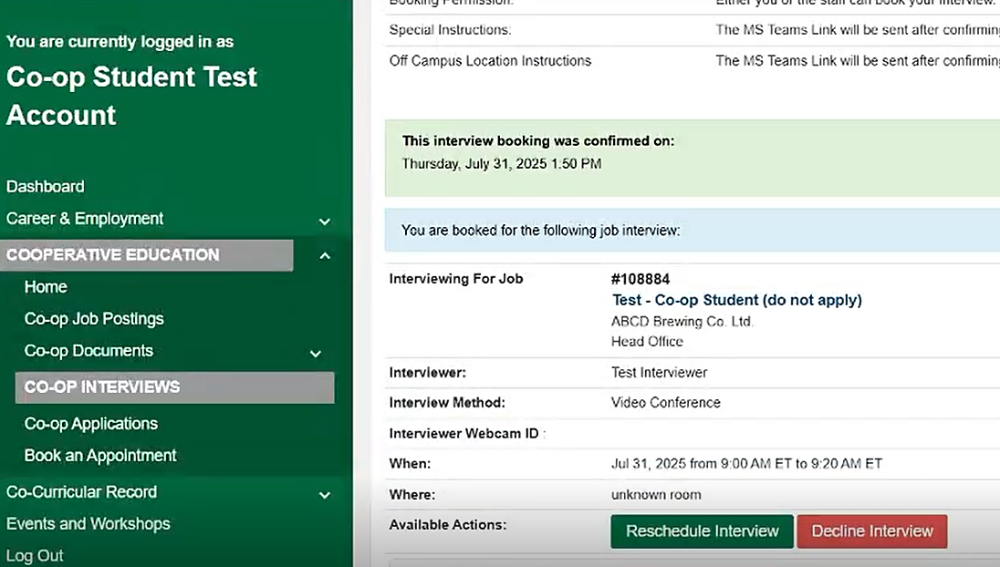 You are currently logged in as
Co-op Student Test
Account
Dashboard
Career & Employment
COOPERATIVE EDUCATION
Home
Co-op Job Postings
Co-op Documents
CO-OP INTERVIEWS
Co-op Applications
Book an Appointment
Co-Curricular Record
Events and Workshops
Log Out
Booking Permission: Either you or the staff can book your interview.
Special Instructions: The MS Teams Link will be sent after confirming
Off Campus Location Instructions The MS Teams Link will be sent after confirming
This interview booking was confirmed on:
Thursday, July 31, 2025 1:50 PM
You are booked for the following job interview:
Interviewing For Job #108884
Test - Co-op Student (do not apply)
ABCD Brewing Co. Ltd.
Head Office
Interviewer: Test Interviewer
Interview Method: Video Conference
Interviewer Webcam ID :
When: Jul 31, 2025 from 9:00 AM ET to 9:20 AM ET
Where: unknown room
Available Actions: Reschedule Interview Decline Interview